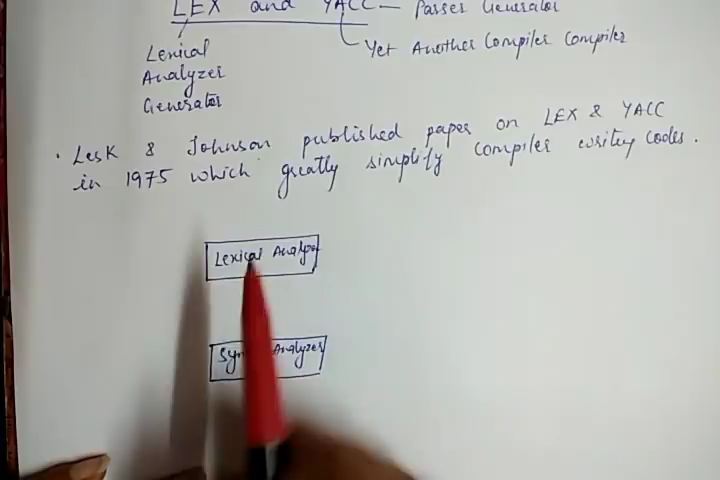 LEX and YACC — Parser Generator
Yet Another Compiler Compiler
Lexical
Analyzer
Generator
. Lesk & Johnson published paper on LEX & YACC
in 1975 which greatly simplify compiler writing codes.
Lexical Analyzer
Analyzer